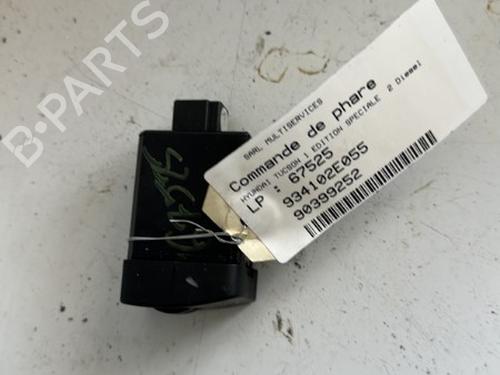 B-PARTS
SARL MULTISERVICES
Commande de phare
HYUNDAI TUCSON 1 EDITION SPECIALE 2 Diesel
LP : 67525
934102E055
90399252